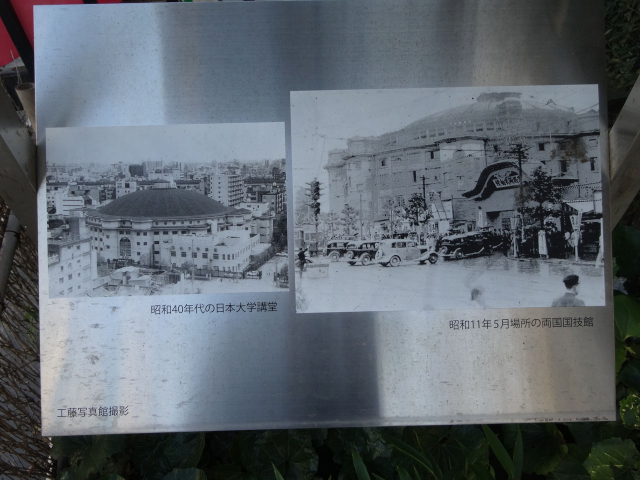 昭和40年代の日本大学講堂
昭和11年5月場所の両国国技館
工藤写真館撮影